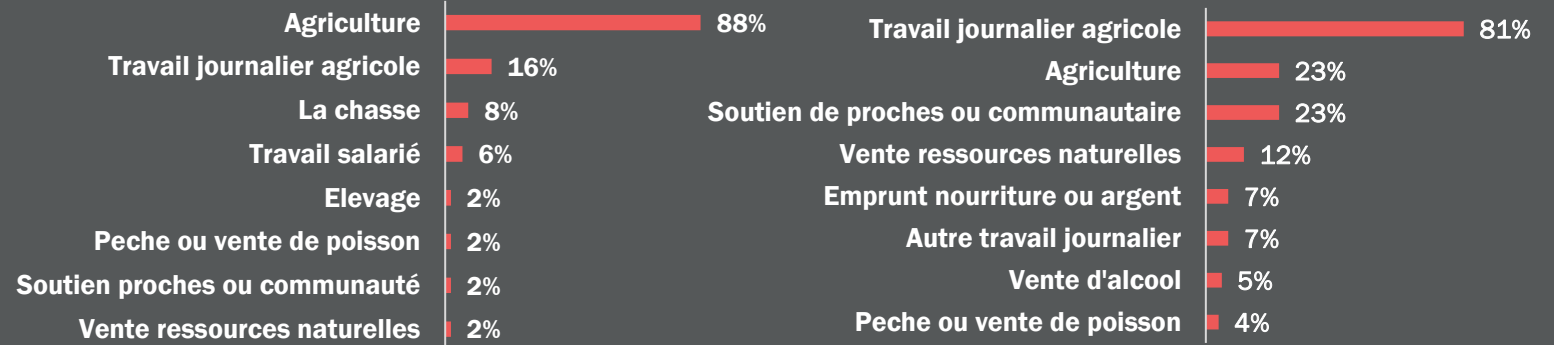 Agriculture 88%
Travail journalier agricole 16%
La chasse 8%
Travail salarié 6%
Elevage 2%
Peche ou vente de poisson 2%
Soutien proches ou communauté 2%
Vente ressources naturelles 2%
Travail journalier agricole 81%
Agriculture 23%
Soutien de proches ou communautaire 23%
Vente ressources naturelles 12%
Emprunt nourriture ou argent 7%
Autre travail journalier 7%
Vente d'alcool 5%
Peche ou vente de poisson 4%